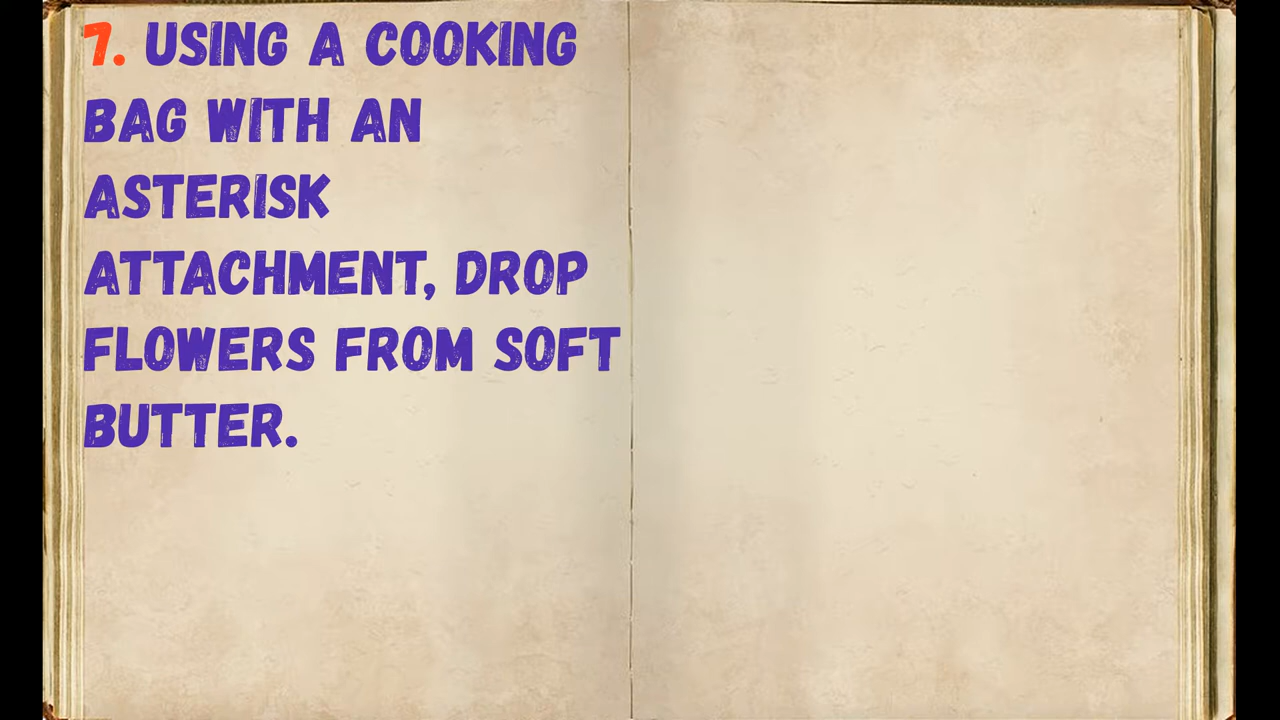 7. USING A COOKING
BAG WITH AN
ASTERISK
ATTACHMENT, DROP
FLOWERS FROM SOFT
BUTTER.